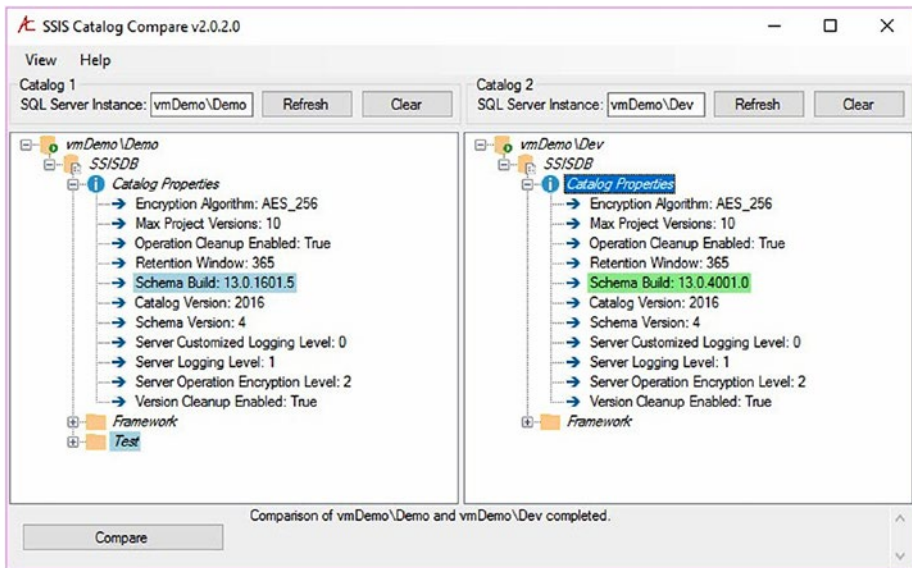 SSIS Catalog Compare v2.0.2.0
View Help
Catalog 1
SQL Server Instance: vmDemo\Demo Refresh Clear
vmDemo\Demo
SSISDB
Catalog Properties
Encryption Algorithm: AES_256
Max Project Versions: 10
Operation Cleanup Enabled: True
Retention Window: 365
Schema Build: 13.0.1601.5
Catalog Version: 2016
Schema Version: 4
Server Customized Logging Level: 0
Server Logging Level: 1
Server Operation Encryption Level: 2
Version Cleanup Enabled: True
Framework
Test
Catalog 2
SQL Server Instance: vmDemo\Dev Refresh Clear
vmDemo\Dev
SSISDB
Catalog Properties
Encryption Algorithm: AES_256
Max Project Versions: 10
Operation Cleanup Enabled: True
Retention Window: 365
Schema Build: 13.0.4001.0
Catalog Version: 2016
Schema Version: 4
Server Customized Logging Level: 0
Server Logging Level: 1
Server Operation Encryption Level: 2
Version Cleanup Enabled: True
Framework
Comparison of vmDemo\Demo and vmDemo\Dev completed.
Compare